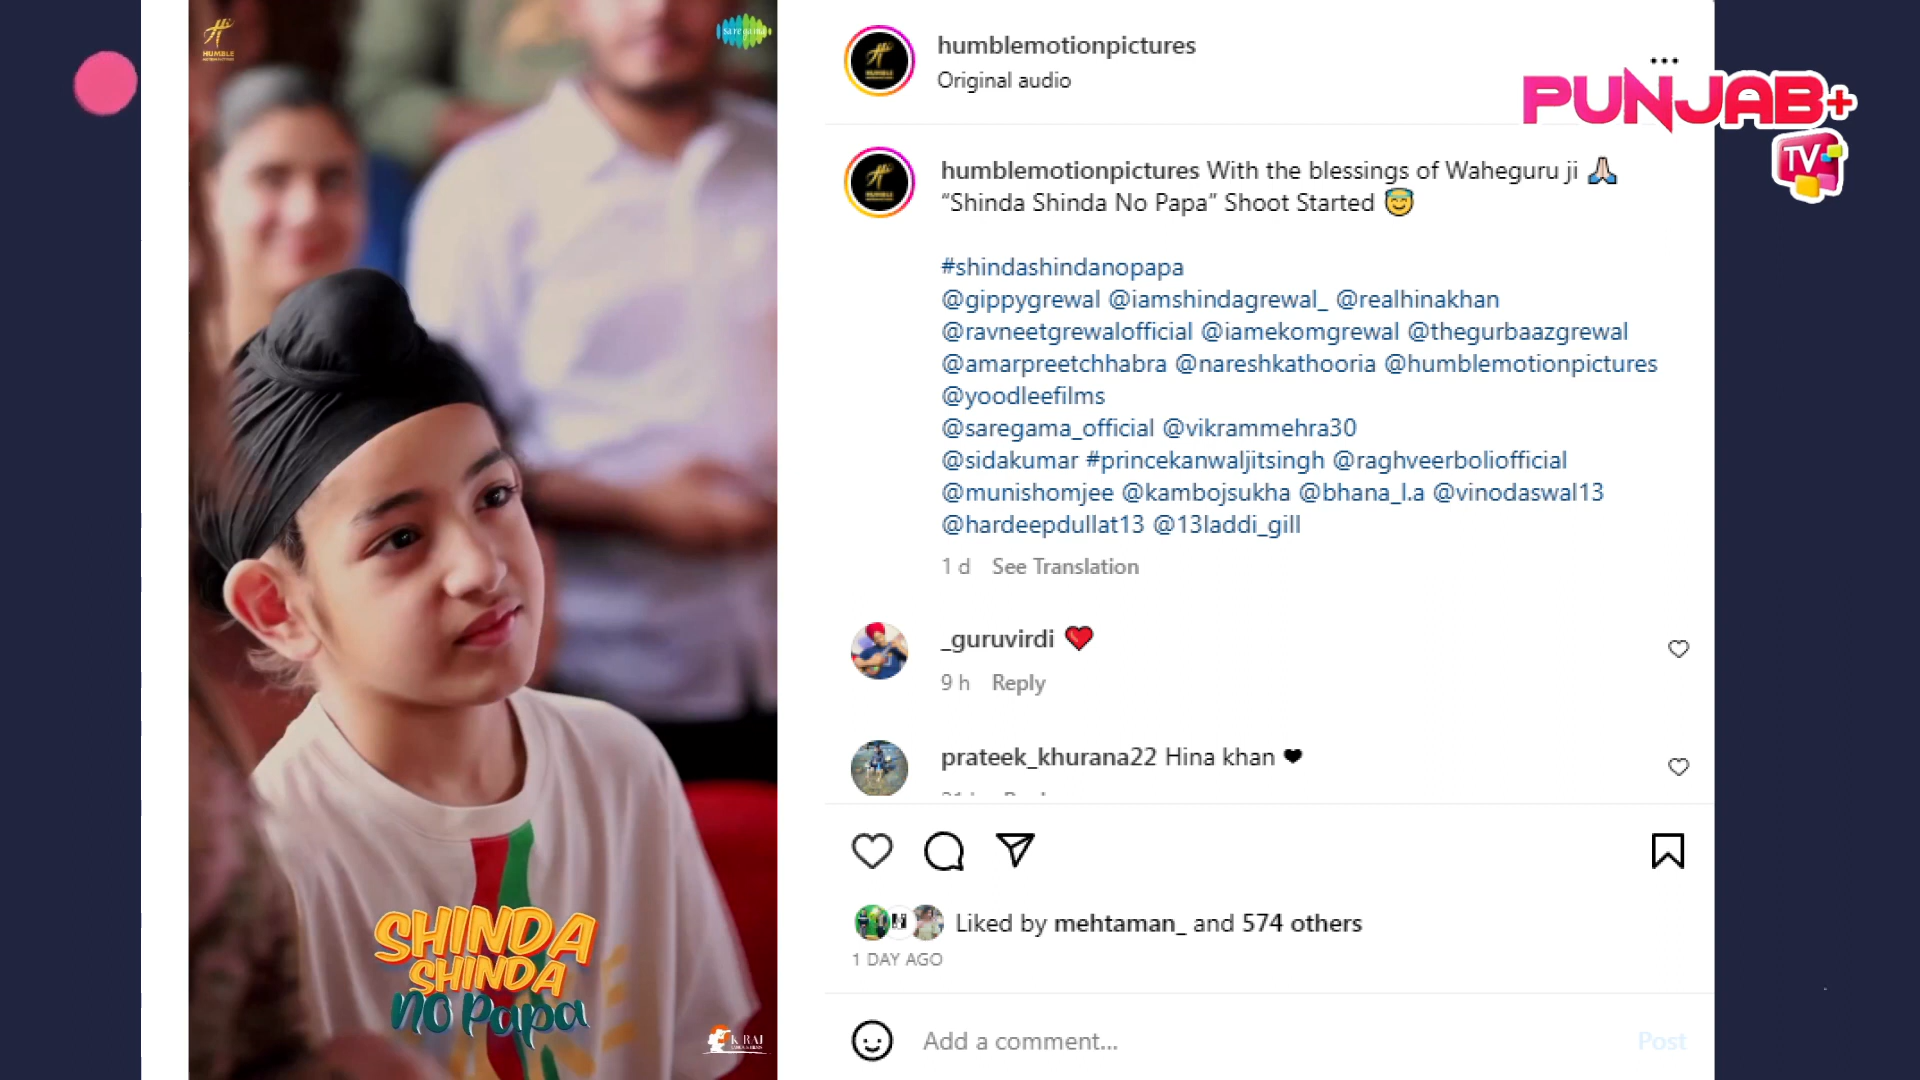 HUMBLE
saregama
SHINDA
SHINDA
NO Papa
humblemotionpictures
Original audio
PUNJAB+
TV
humblemotionpictures With the blessings of Waheguru ji 🙏🏻
“Shinda Shinda No Papa” Shoot Started 😇
#shindashindanopapa
@gippygrewal @iamshindagrewal_ @realhinakhan
@ravneetgrewalofficial @iamekomgrewal @thegurbaazgrewal
@amarpreetchhabra @nareshkathooria @humblemotionpictures
@yoodleefilms
@saregama_official @vikrammehra30
@sidakumar #princekanwaljitsingh @raghveerboliofficial
@munishomjee @kambojsukha @bhana_l.a @vinodaswal13
@hardeepdullat13 @13laddi_gill
1 d See Translation
_guruvirdi ❤️
9 h Reply
prateek_khurana22 Hina khan 🖤
Liked by mehtaman_ and 574 others
1 DAY AGO
Add a comment...
Post